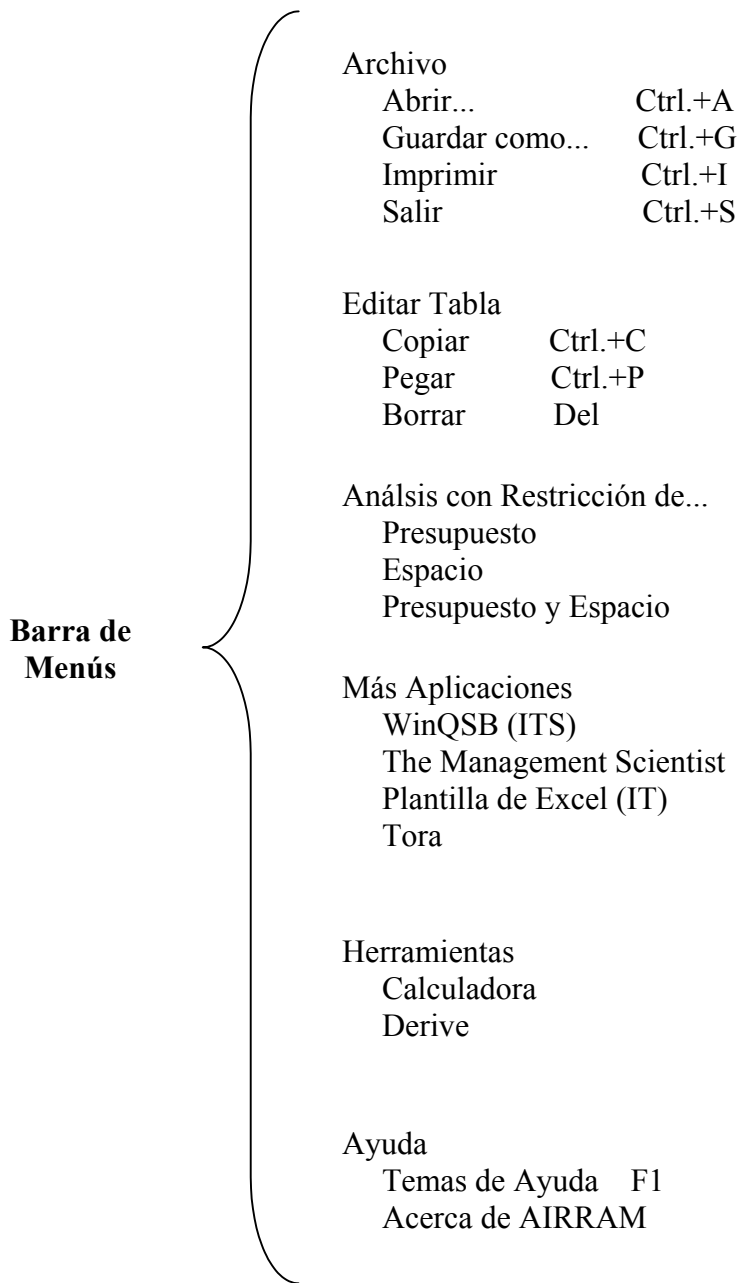 Archivo
Abrir... Ctrl.+A
Guardar como... Ctrl.+G
Imprimir Ctrl.+I
Salir Ctrl.+S
Editar Tabla
Copiar Ctrl.+C
Pegar Ctrl.+P
Borrar Del
Análsis con Restricción de...
Presupuesto
Espacio
Presupuesto y Espacio
Barra de
Menús
Más Aplicaciones
WinQSB (ITS)
The Management Scientist
Plantilla de Excel (IT)
Tora
Herramientas
Calculadora
Derive
Ayuda
Temas de Ayuda F1
Acerca de AIRRAM